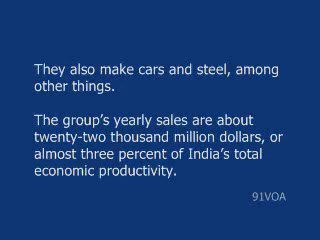 They also make cars and steel, among
other things.
The group's yearly sales are about
twenty-two thousand million dollars, or
almost three percent of India's total
economic productivity.
91VOA